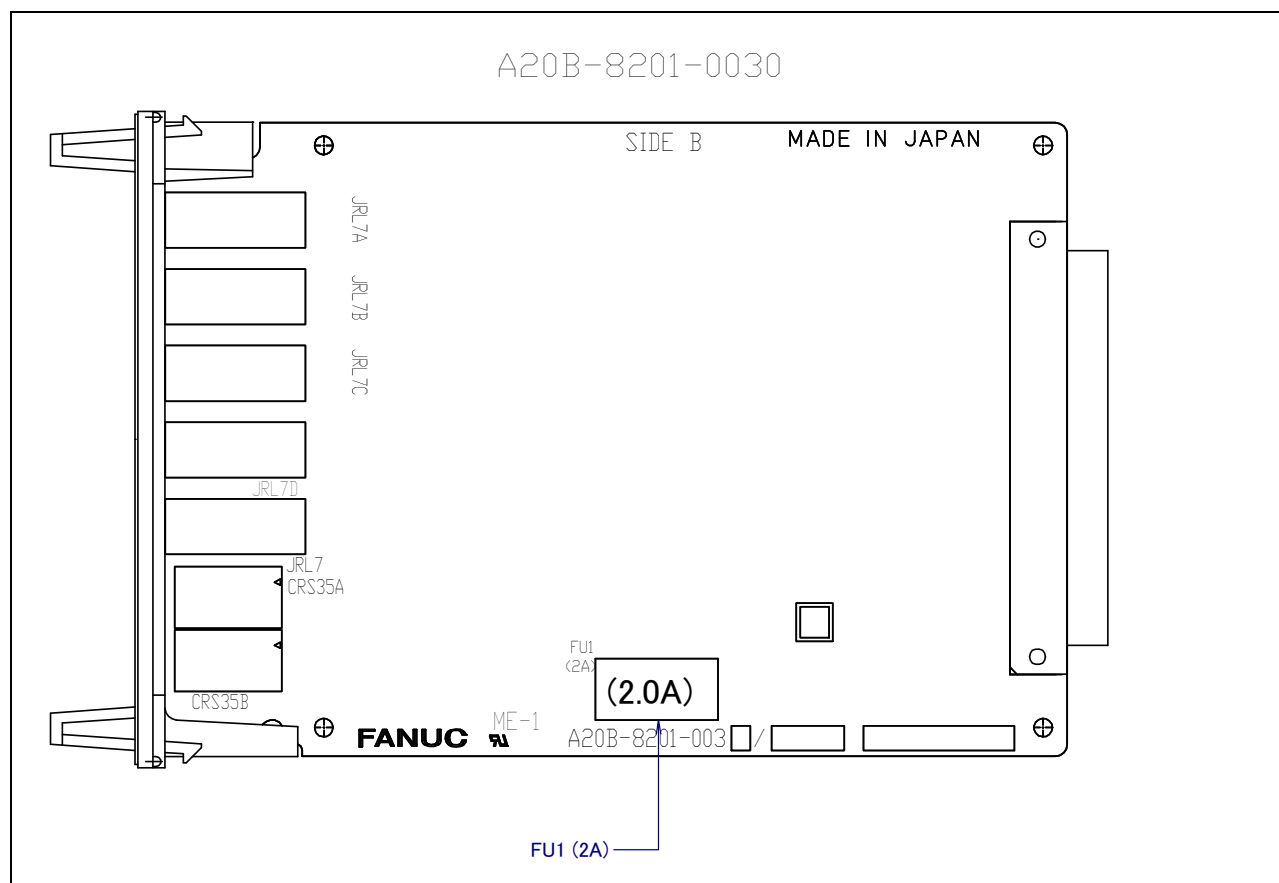 A20B-8201-0030
SIDE B
MADE IN JAPAN
JRL7A
JRL7B
JRL7C
JRL7D
JRL7
CRS35A
FU1
(2A)
(2.0A)
CRS35B
FANUC
ME-1
A20B-8201-003 /
FU1 (2A)